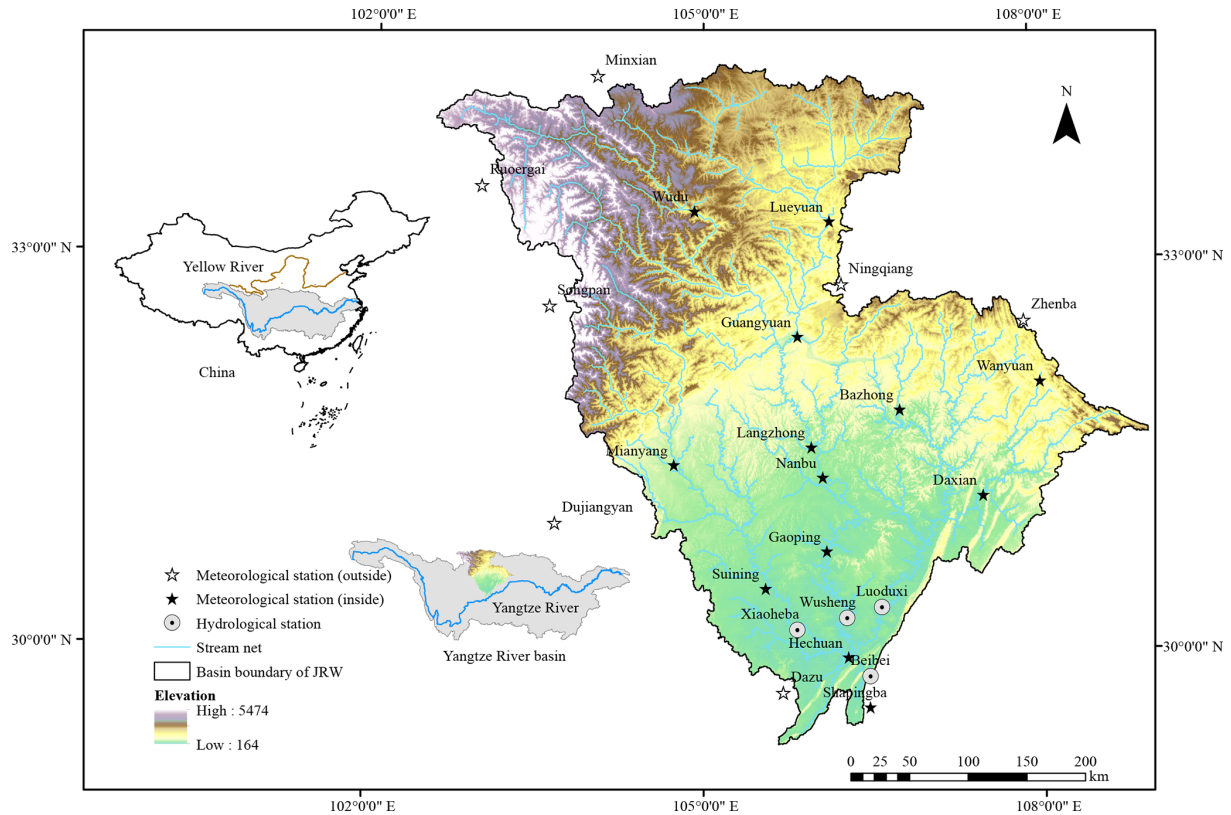 102°0'0" E
105°0'0" E
108°0'0" E
Minxian
N
Ruoergai
Wudu
Lueyuan
33°0'0" N
33°0'0" N
Yellow River
Ningqiang
Songpan
Zhenba
Guangyuan
China
Wanyuan
Bazhong
Langzhong
Mianyang
Nanbu
Daxian
Dujiangyan
Gaoping
Meteorological station (outside)
Suining
Meteorological station (inside)
Yangtze River
Luoduxi
Wusheng
Xiaoheba
Hydrological station
30°0'0" N
30°0'0" N
Hechuan
Stream net
Yangtze River basin
Beibei
Basin boundary of JRW
Dazu
Elevation
Shapingba
High : 5474
Low : 164
0 25 50 100 150 200
km
102°0'0" E
105°0'0" E
108°0'0" E